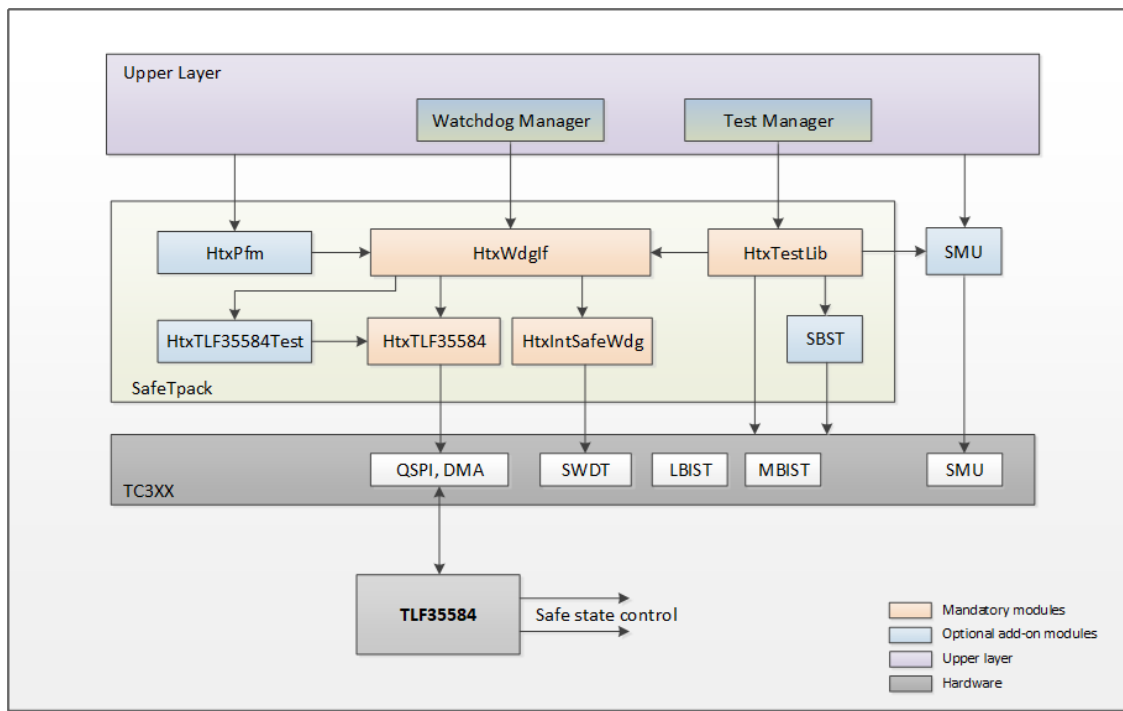 Upper Layer
Watchdog Manager
Test Manager
HtxPfm
HtxWdgIf
HtxTestLib
SMU
HtxTLF35584Test
HtxTLF35584
HtxIntSafeWdg
SBST
SafeTpack
QSPI, DMA
SWDT
LBIST
MBIST
SMU
TC3XX
TLF35584
Safe state control
Mandatory modules
Optional add-on modules
Upper layer
Hardware